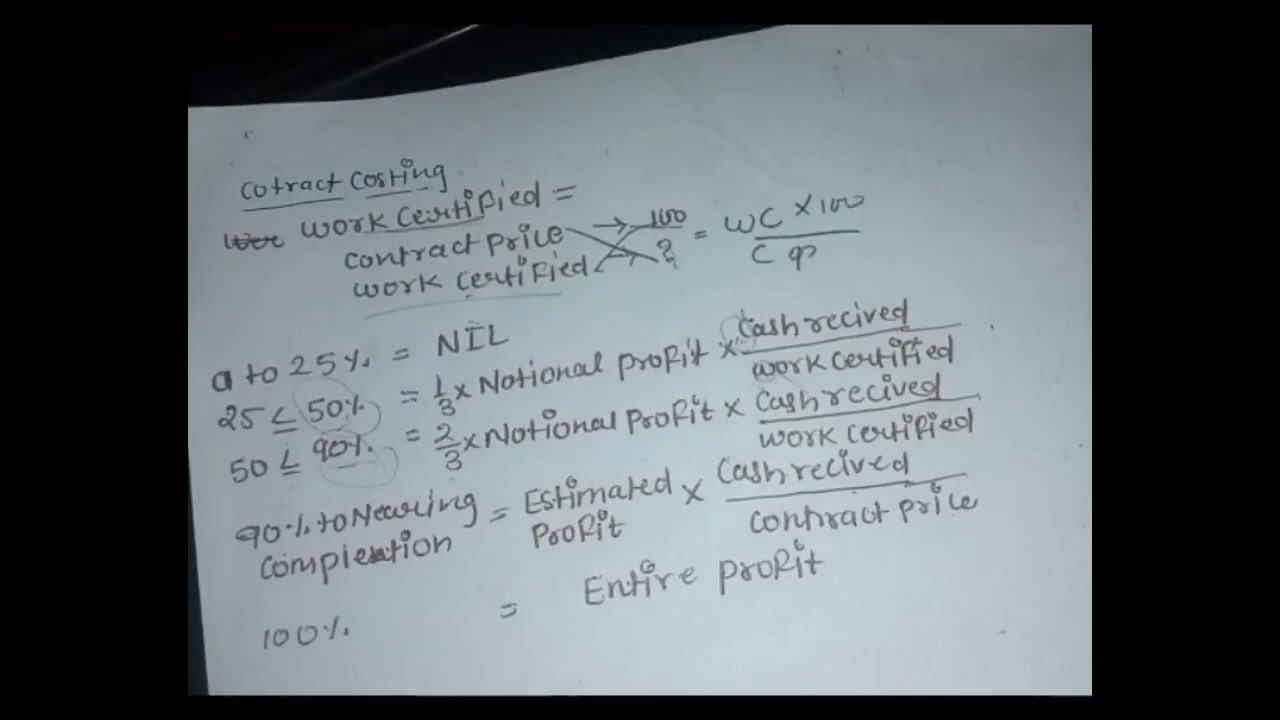 cotract costing
work certified =
contract price → 100 = WC × 100
work certified ? C P
0 to 25% = NIL
25 ≤ 50% = 1/3 × Notional profit × cash recived / work certified
50 ≤ 90% = 2/3 × Notional profit × cash recived / work certified
90% to Nearing = Estimated × cash recived
complention profit contract price
100% = Entire profit